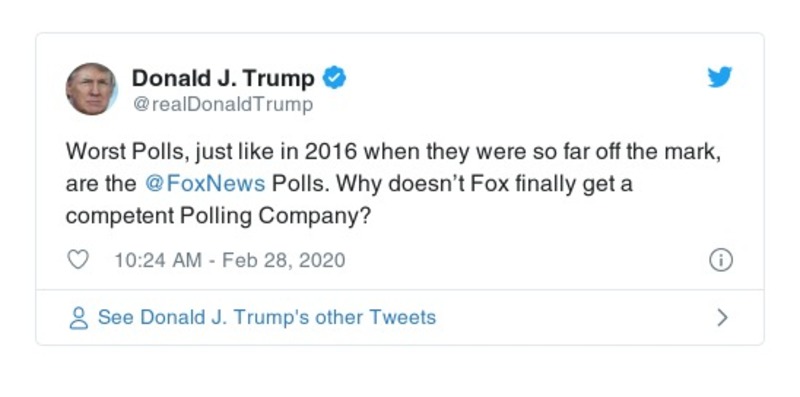 Donald J. Trump
@realDonaldTrump
Worst Polls, just like in 2016 when they were so far off the mark,
are the @FoxNews Polls. Why doesn’t Fox finally get a
competent Polling Company?
10:24 AM - Feb 28, 2020
See Donald J. Trump's other Tweets